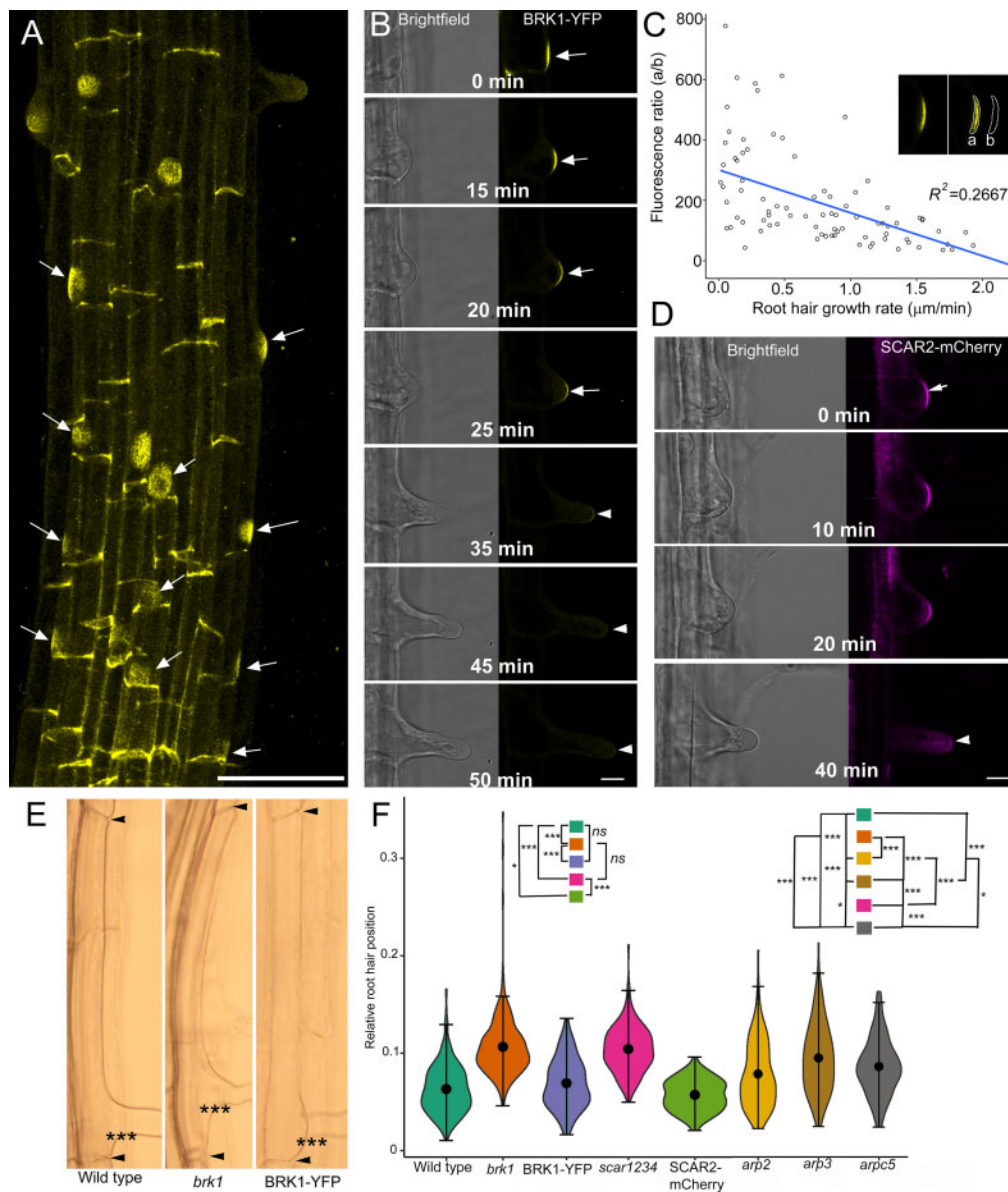 A
B
Brightfield
BRK1-YFP
0 min
15 min
20 min
25 min
35 min
45 min
50 min
C
Fluorescence ratio (a/b)
800
600
400
200
0
a
b
R²=0.2667
0.0
0.5
1.0
1.5
2.0
Root hair growth rate (μm/min)
D
Brightfield
SCAR2-mCherry
0 min
10 min
20 min
40 min
E
***
***
***
Wild type
brk1
BRK1-YFP
F
Relative root hair position
0.3
0.2
0.1
0
*
***
***
***
ns
ns
***
***
***
***
*
***
***
***
***
***
***
*
Wild type
brk1
BRK1-YFP
scar1234
SCAR2-
mCherry
arp2
arp3
arpc5